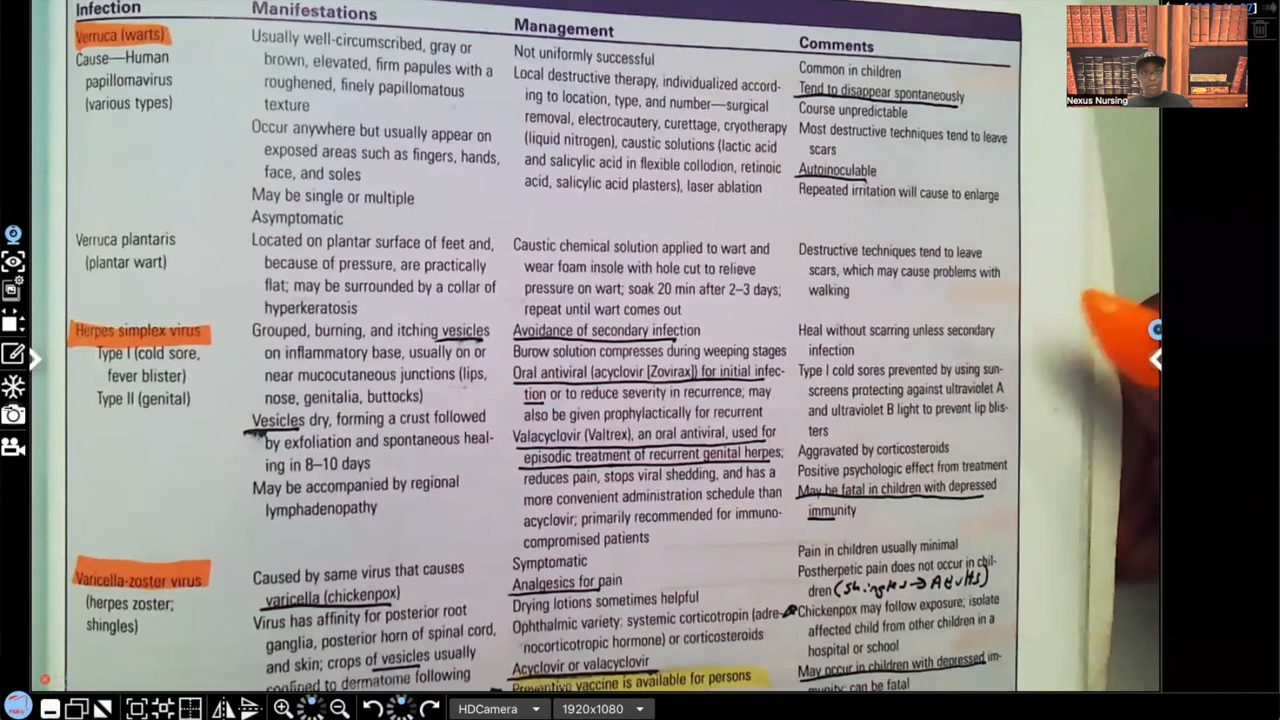 Infection
Manifestations
Management
Comments
Verruca (warts)
Cause—Human
papillomavirus
(various types)
Usually well-circumscribed, gray or
brown, elevated, firm papules with a
roughened, finely papillomatous
texture
Occur anywhere but usually appear on
exposed areas such as fingers, hands,
face, and soles
May be single or multiple
Asymptomatic
Not uniformly successful
Local destructive therapy, individualized accord-
ing to location, type, and number—surgical
removal, electrocautery, curettage, cryotherapy
(liquid nitrogen), caustic solutions (lactic acid
and salicylic acid in flexible collodion, retinoic
acid, salicylic acid plasters), laser ablation
Common in children
Tend to disappear spontaneously
Course unpredictable
Most destructive techniques tend to leave
scars
Autoinoculable
Repeated irritation will cause to enlarge
Verruca plantaris
(plantar wart)
Located on plantar surface of feet and,
because of pressure, are practically
flat; may be surrounded by a collar of
hyperkeratosis
Caustic chemical solution applied to wart and
wear foam insole with hole cut to relieve
pressure on wart; soak 20 min after 2–3 days;
repeat until wart comes out
Destructive techniques tend to leave
scars, which may cause problems with
walking
Herpes simplex virus
Type I (cold sore,
fever blister)
Type II (genital)
Grouped, burning, and itching vesicles
on inflammatory base, usually on or
near mucocutaneous junctions (lips,
nose, genitalia, buttocks)
Vesicles dry, forming a crust followed
by exfoliation and spontaneous heal-
ing in 8–10 days
May be accompanied by regional
lymphadenopathy
Avoidance of secondary infection
Burow solution compresses during weeping stages
Oral antiviral (acyclovir [Zovirax]) for initial infec-
tion or to reduce severity in recurrence; may
also be given prophylactically for recurrent
Valacyclovir (Valtrex), an oral antiviral, used for
episodic treatment of recurrent genital herpes;
reduces pain, stops viral shedding, and has a
more convenient administration schedule than
acyclovir; primarily recommended for immuno-
compromised patients
Heal without scarring unless secondary
infection
Type I cold sores prevented by using sun-
screens protecting against ultraviolet A
and ultraviolet B light to prevent lip blis-
ters
Aggravated by corticosteroids
Positive psychologic effect from treatment
May be fatal in children with depressed
immunity
Varicella-zoster virus
(herpes zoster;
shingles)
Caused by same virus that causes
varicella (chickenpox)
Virus has affinity for posterior root
ganglia, posterior horn of spinal cord,
and skin; crops of vesicles usually
confined to dermatome following
Symptomatic
Analgesics for pain
Drying lotions sometimes helpful
Ophthalmic variety: systemic corticotropin (adre-
nocorticotropic hormone) or corticosteroids
Acyclovir or valacyclovir
Preventive vaccine is available for persons
Pain in children usually minimal
Postherpetic pain does not occur in chil-
dren (Shingles → Adults)
Chickenpox may follow exposure; isolate
affected child from other children in a
hospital or school
May occur in children with depressed im-
munity; can be fatal
Nexus Nursing
HDCamera
1920x1080